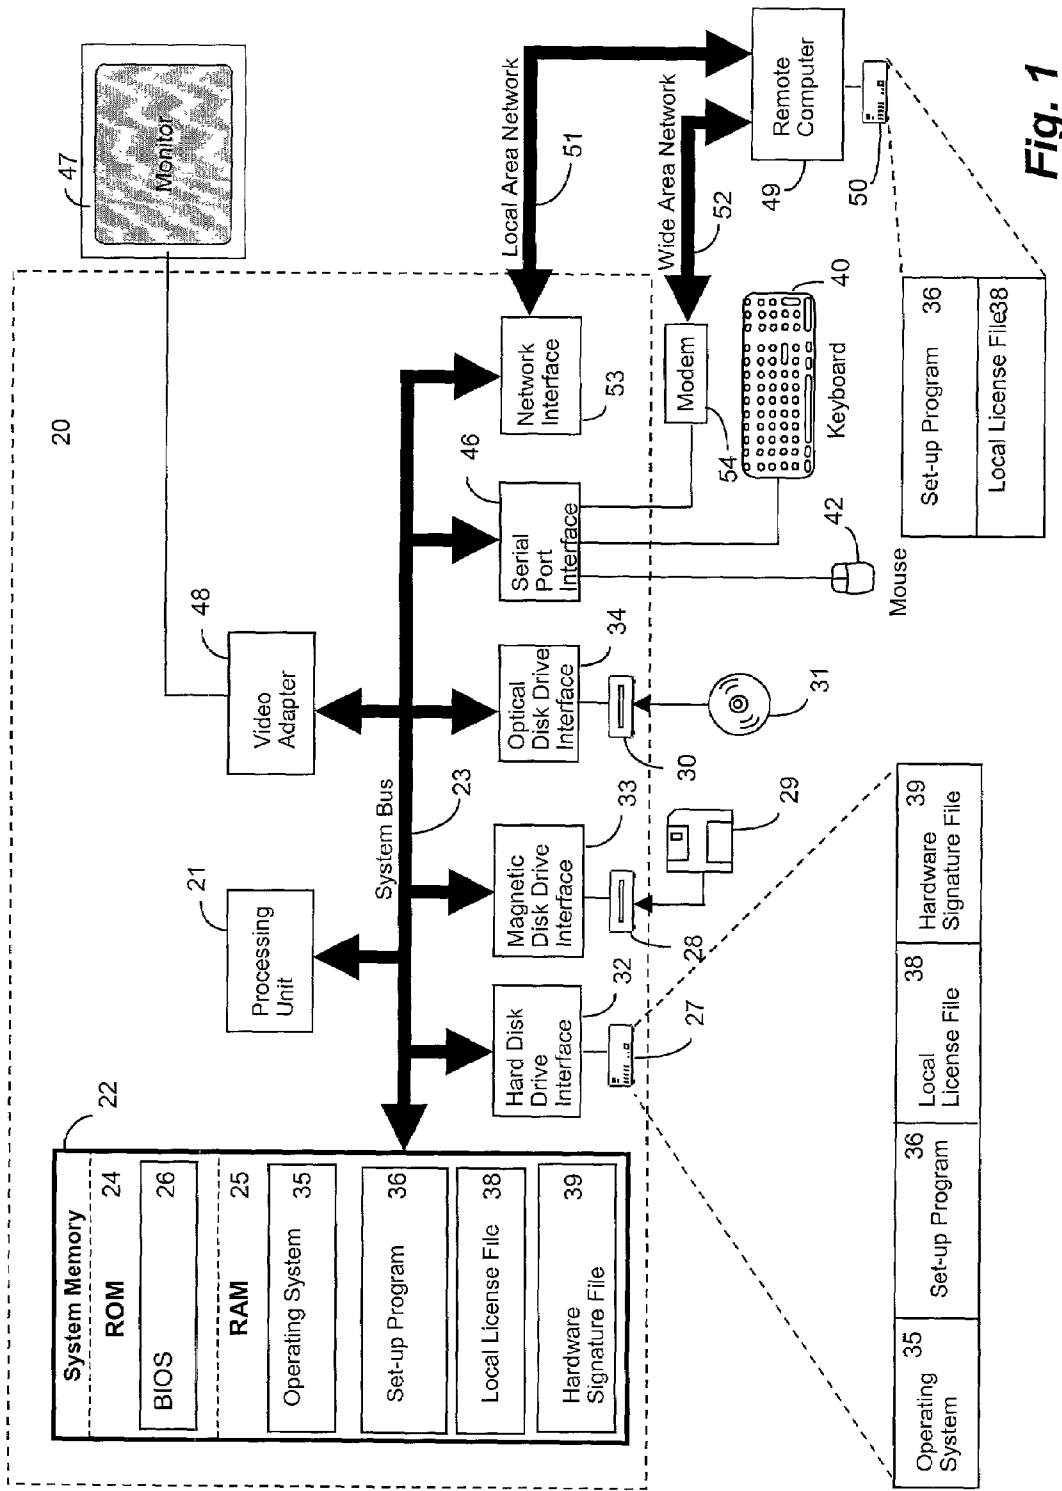 System Memory
22
ROM
24
BIOS
26
RAM
25
Operating System
35
Set-up Program
36
Local License File
38
Hardware
Signature File
39
20
Processing
Unit
21
Video
Adapter
48
Monitor
47
System Bus
23
Hard Disk
Drive
Interface
32
Magnetic
Disk Drive
Interface
33
Optical
Disk Drive
Interface
34
Serial
Port
Interface
46
Network
Interface
53
27
28
29
30
31
Mouse
42
Keyboard
40
Modem
54
Local Area Network
51
Wide Area Network
52
Remote
Computer
49
50
Operating
System
35
Set-up Program
36
Local
License File
38
Hardware
Signature File
39
Set-up Program
36
Local License File38
Fig. 1